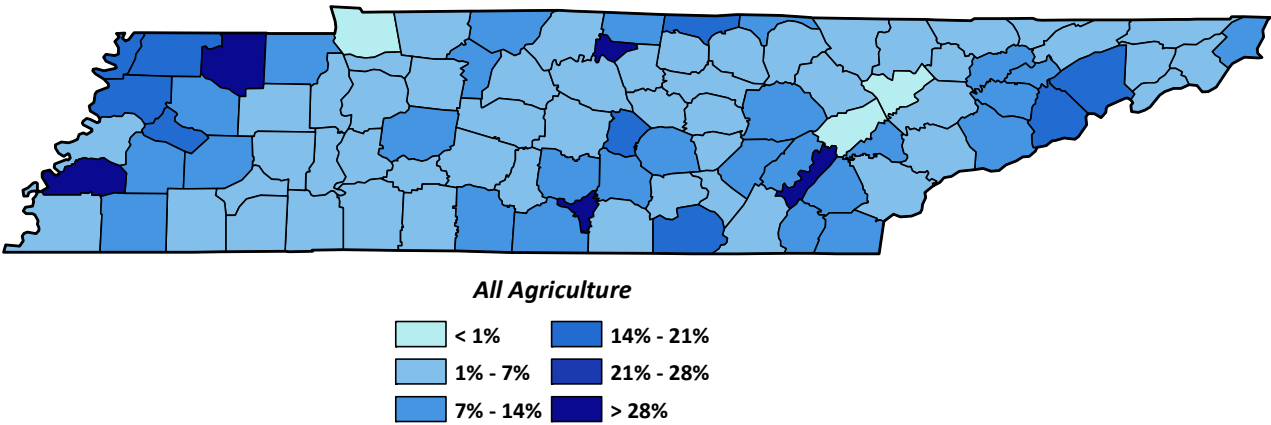 All Agriculture
< 1%
14% - 21%
1% - 7%
21% - 28%
7% - 14%
> 28%